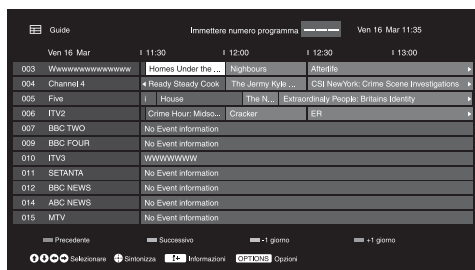 Guide Immettere numero programma Ven 16 Mar 11:35
Ven 16 Mar 11:30 12:00 12:30 13:00
003 Wwwwwwwwwwwwww Homes Under the ... Nighbours Afterlife
004 Channel 4 Ready Steady Cook The Jermy Kyle ... CSI NewYork: Crime Scene Investigations
005 Five i House The N... Extraordinaly People: Britains Identity
006 ITV2 Crime Hour: Midso... Cracker ER
007 BBC TWO No Event information
009 BBC FOUR No Event information
010 ITV3 WWWWWWW
011 SETANTA No Event information
012 BBC NEWS No Event information
014 ABC NEWS No Event information
015 MTV No Event information
Precedente Successivo -1 giorno +1 giorno
Selezionare Sintonizza Informazioni OPTIONS Opzioni